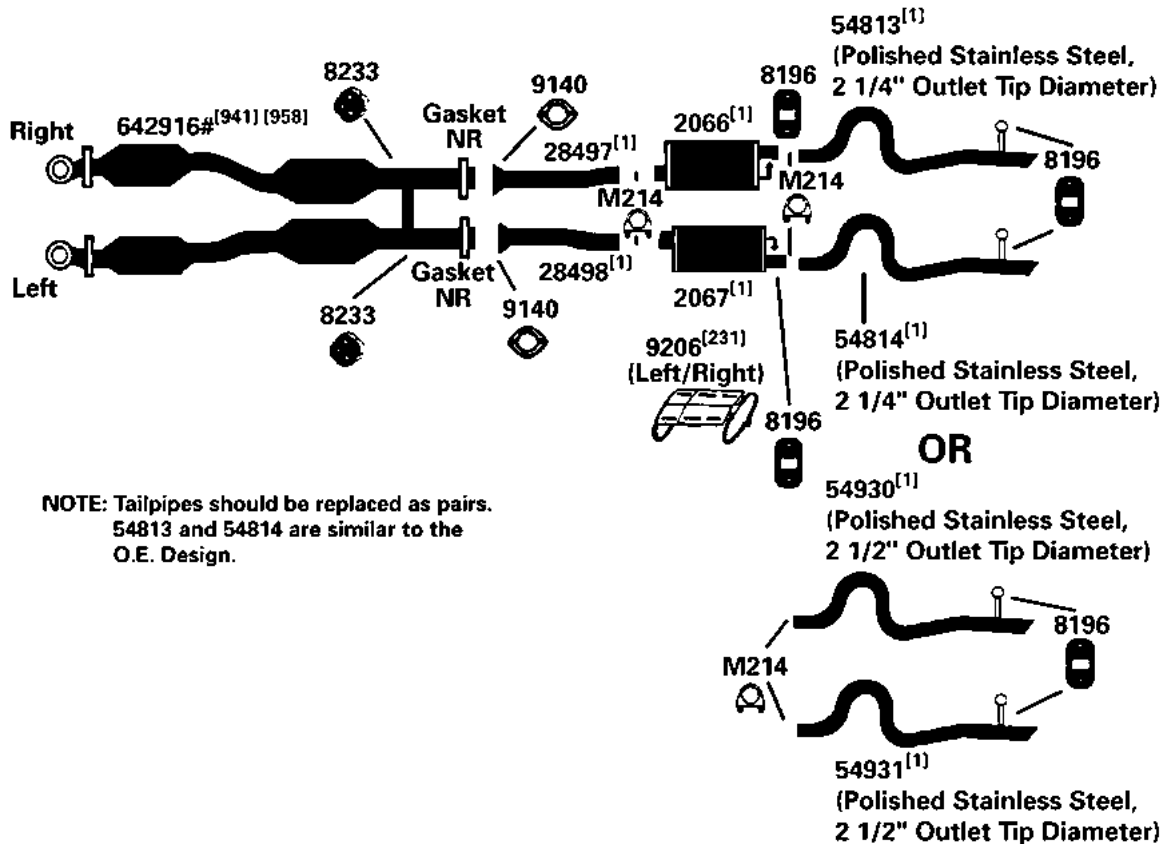 54813[1]
(Polished Stainless Steel,
2 1/4" Outlet Tip Diameter)
8233
9140
8196
Right
642916#[941] [958]
Gasket
NR
28497[1]
2066[1]
8196
M214
M214
Left
Gasket
NR
28498[1]
2067[1]
8233
9140
9206[231]
(Left/Right)
54814[1]
(Polished Stainless Steel,
2 1/4" Outlet Tip Diameter)
8196
OR
NOTE: Tailpipes should be replaced as pairs.
54813 and 54814 are similar to the
O.E. Design.
54930[1]
(Polished Stainless Steel,
2 1/2" Outlet Tip Diameter)
8196
M214
54931[1]
(Polished Stainless Steel,
2 1/2" Outlet Tip Diameter)